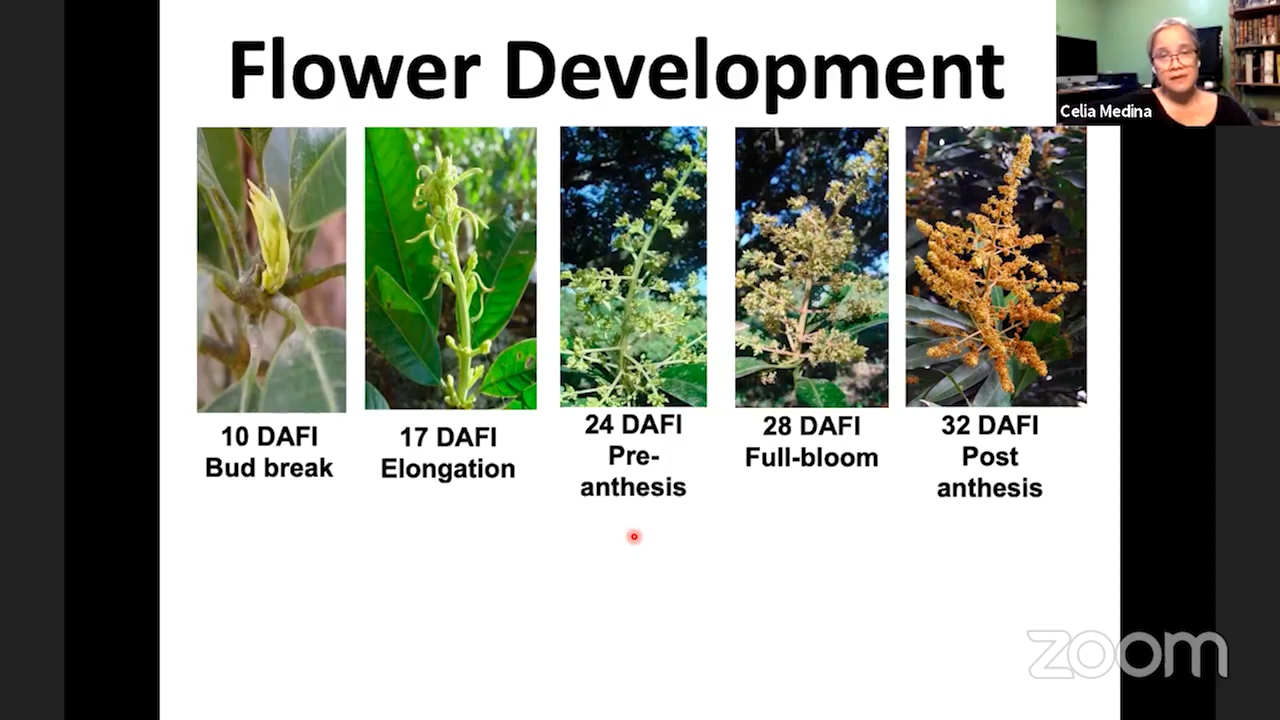 Flower Development
Celia Medina
10 DAFI
Bud break
17 DAFI
Elongation
24 DAFI
Pre-
anthesis
28 DAFI
Full-bloom
32 DAFI
Post
anthesis
zoom